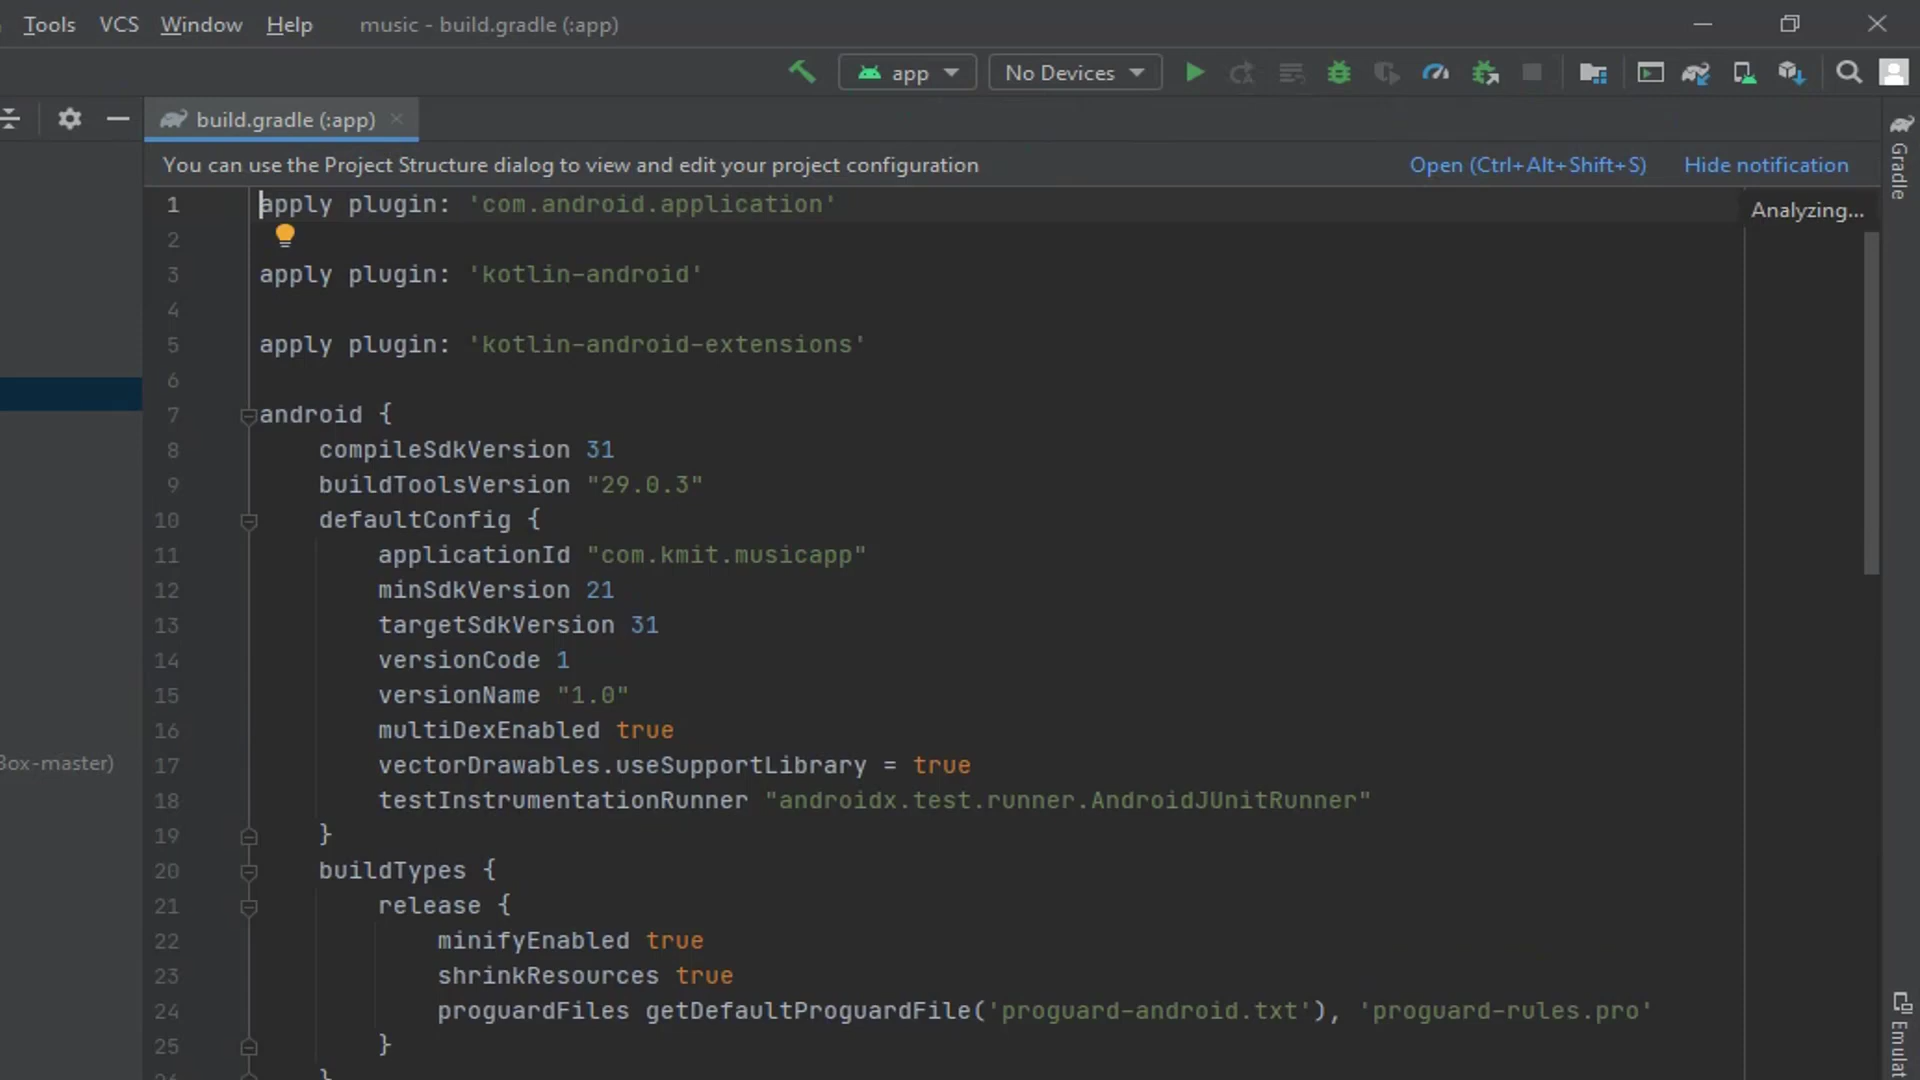 Tools VCS Window Help music - build.gradle (:app)
app No Devices
build.gradle (:app)
You can use the Project Structure dialog to view and edit your project configuration Open (Ctrl+Alt+Shift+S) Hide notification
Gradle
Analyzing...
1 apply plugin: 'com.android.application'
2
3 apply plugin: 'kotlin-android'
4
5 apply plugin: 'kotlin-android-extensions'
6
7 android {
8 compileSdkVersion 31
9 buildToolsVersion "29.0.3"
10 defaultConfig {
11 applicationId "com.kmit.musicapp"
12 minSdkVersion 21
13 targetSdkVersion 31
14 versionCode 1
15 versionName "1.0"
16 multiDexEnabled true
Box-master)
17 vectorDrawables.useSupportLibrary = true
18 testInstrumentationRunner "androidx.test.runner.AndroidJUnitRunner"
19 }
20 buildTypes {
21 release {
22 minifyEnabled true
23 shrinkResources true
24 proguardFiles getDefaultProguardFile('proguard-android.txt'), 'proguard-rules.pro'
25 }
Emulat